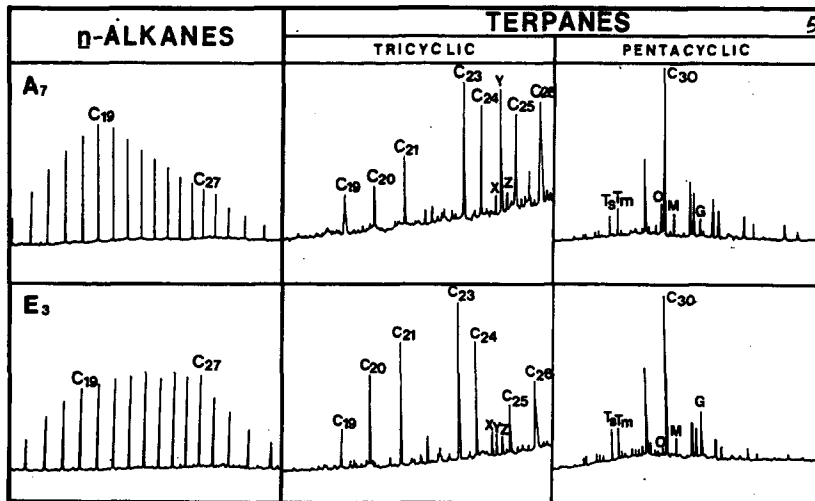 n-ALKANES
TERPANES 5
TRICYCLIC
PENTACYCLIC
A7
C19
C27
C19
C20
C21
C23
C24
X
Y
Z
C25
C26
Ts Tm
O
C30
M
G
E3
C19
C27
C19
C20
C21
C23
C24
X Y Z
C25
C26
Ts Tm
O
C30
M
G